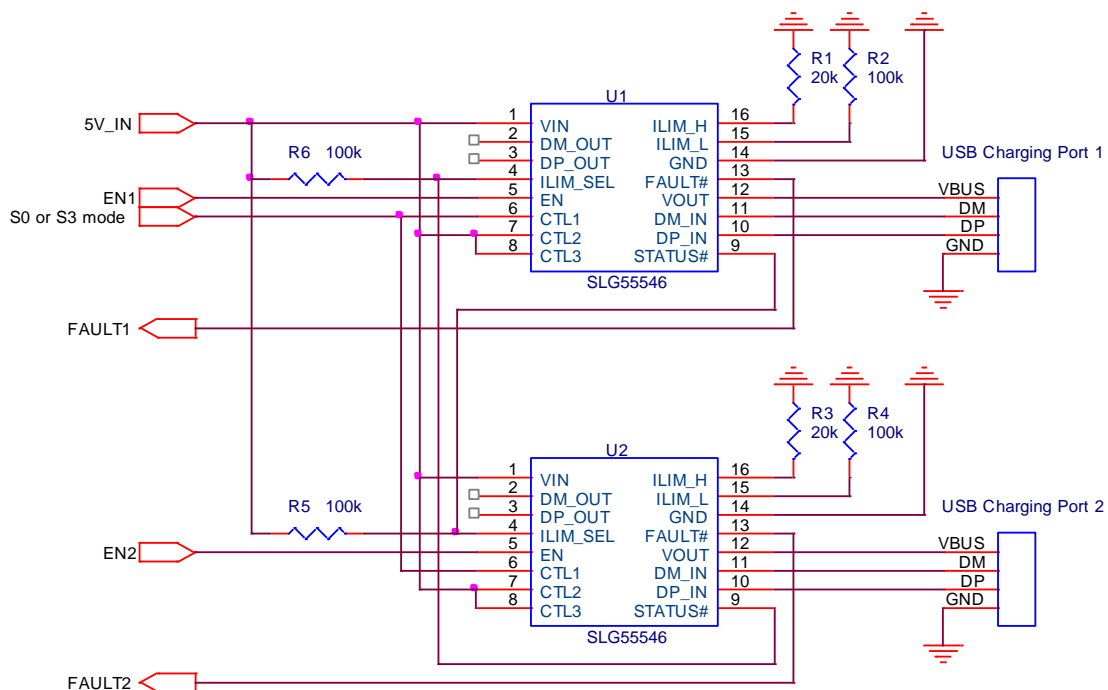 R1
20k
R2
100k
U1
5V_IN
R6 100k
EN1
S0 or S3 mode
FAULT1
1 VIN
2 DM_OUT
3 DP_OUT
4 ILIM_SEL
5 EN
6 CTL1
7 CTL2
8 CTL3
ILIM_H 16
ILIM_L 15
GND 14
FAULT# 13
VOUT 12
DM_IN 11
DP_IN 10
STATUS# 9
SLG55546
USB Charging Port 1
VBUS
DM
DP
GND
R3
20k
R4
100k
U2
R5 100k
EN2
FAULT2
1 VIN
2 DM_OUT
3 DP_OUT
4 ILIM_SEL
5 EN
6 CTL1
7 CTL2
8 CTL3
ILIM_H 16
ILIM_L 15
GND 14
FAULT# 13
VOUT 12
DM_IN 11
DP_IN 10
STATUS# 9
SLG55546
USB Charging Port 2
VBUS
DM
DP
GND